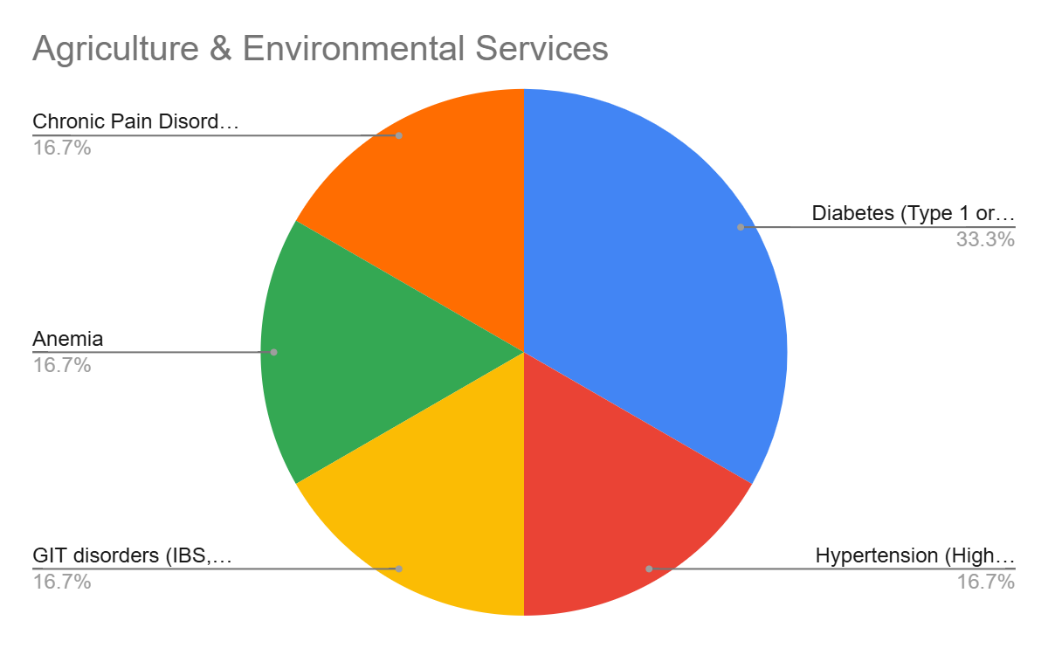 Agriculture & Environmental Services
Chronic Pain Disord…
16.7%
Diabetes (Type 1 or…
33.3%
Anemia
16.7%
GIT disorders (IBS,…
16.7%
Hypertension (High…
16.7%